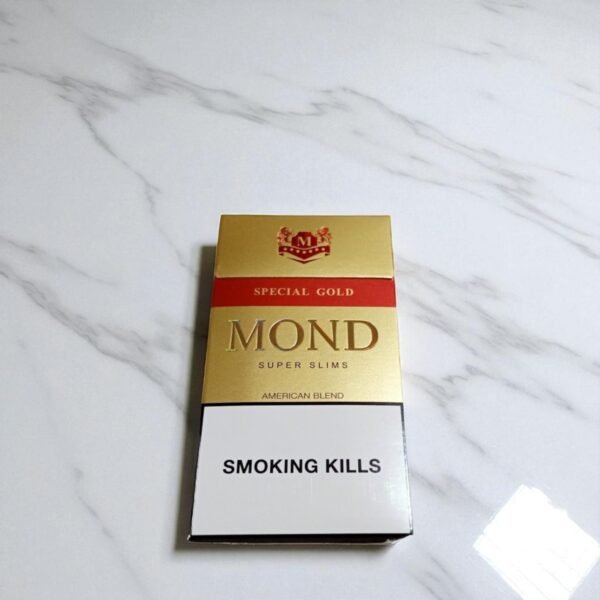 M
SPECIAL GOLD
MOND
SUPER SLIMS
AMERICAN BLEND
SMOKING KILLS